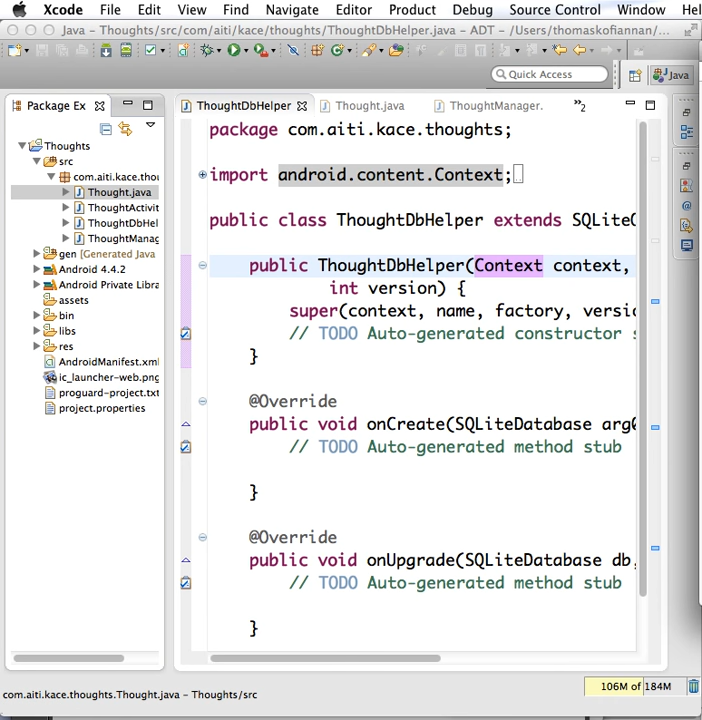 Xcode File Edit View Find Navigate Editor Product Debug Source Control Window Hel
Java – Thoughts/src/com/aiti/kace/thoughts/ThoughtDbHelper.java – ADT – /Users/thomaskofiannan/...
Quick Access
Java
Package Ex
ThoughtDbHelper
Thought.java
ThoughtManager.
»2
Thoughts
src
com.aiti.kace.thou
Thought.java
ThoughtActivit
ThoughtDbHel
ThoughtManag
gen [Generated Java
Android 4.4.2
Android Private Libra
assets
bin
libs
res
AndroidManifest.xml
ic_launcher-web.png
proguard-project.txt
project.properties
package com.aiti.kace.thoughts;
import android.content.Context;
public class ThoughtDbHelper extends SQLiteO
public ThoughtDbHelper(Context context,
int version) {
super(context, name, factory, versio
// TODO Auto-generated constructor s
}
@Override
public void onCreate(SQLiteDatabase arg0
// TODO Auto-generated method stub
}
@Override
public void onUpgrade(SQLiteDatabase db,
// TODO Auto-generated method stub
}
com.aiti.kace.thoughts.Thought.java – Thoughts/src
106M of 184M